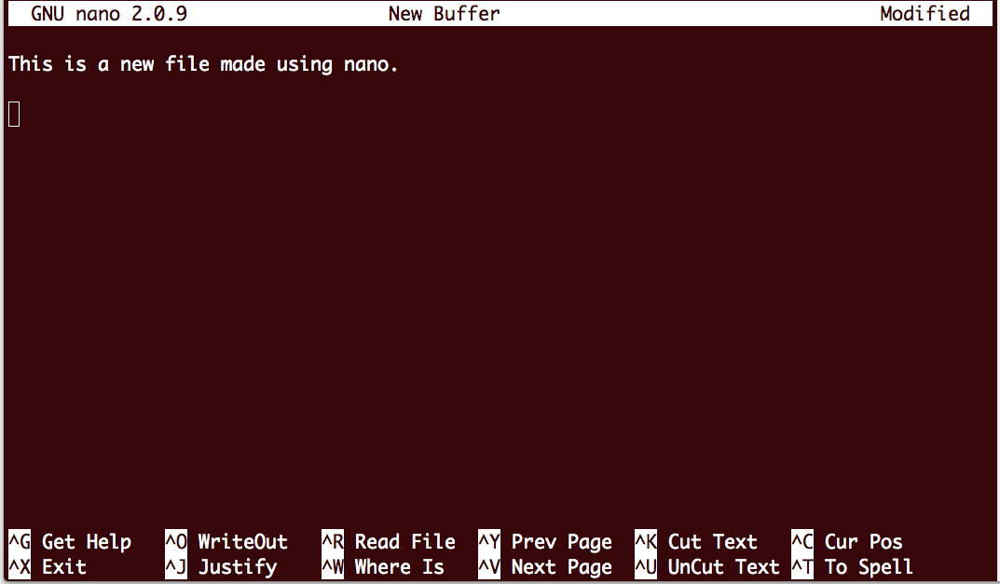 GNU nano 2.0.9 New Buffer Modified
This is a new file made using nano.
^G Get Help ^O WriteOut ^R Read File ^Y Prev Page ^K Cut Text ^C Cur Pos
^X Exit ^J Justify ^W Where Is ^V Next Page ^U UnCut Text ^T To Spell